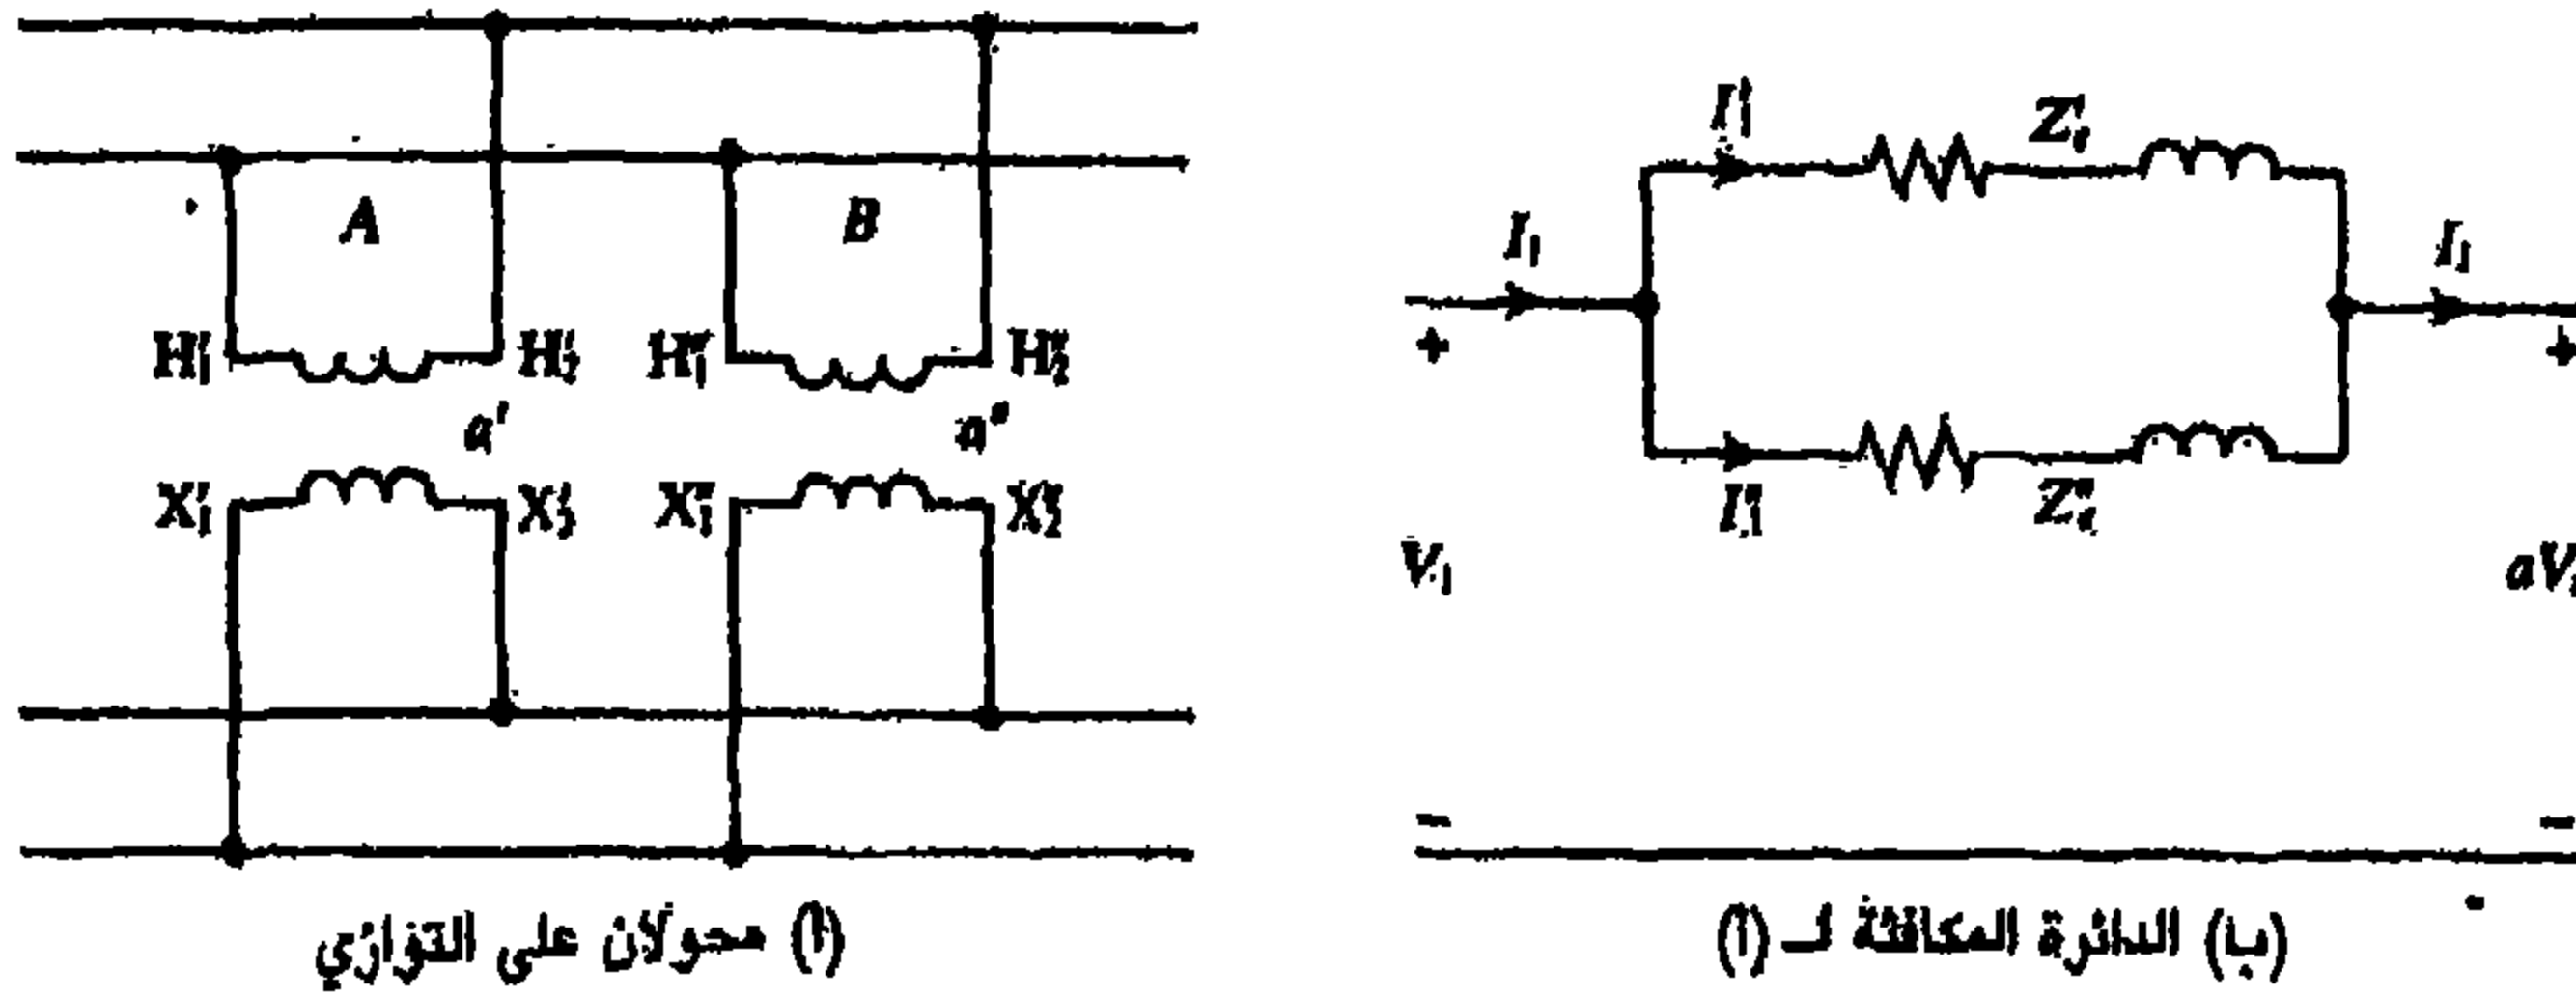 A
B
H'₁
H'₂
H"₁
H"₂
a'
a"
X'₁
X'₂
X"₁
X"₂
(أ) محولان على التوازي
I'₁
Z'ₑ
I₁
I₁
+
+
I"₁
Z"ₑ
V₁
aV
-
-
(ب) الدائرة المكافئة لـ (أ)